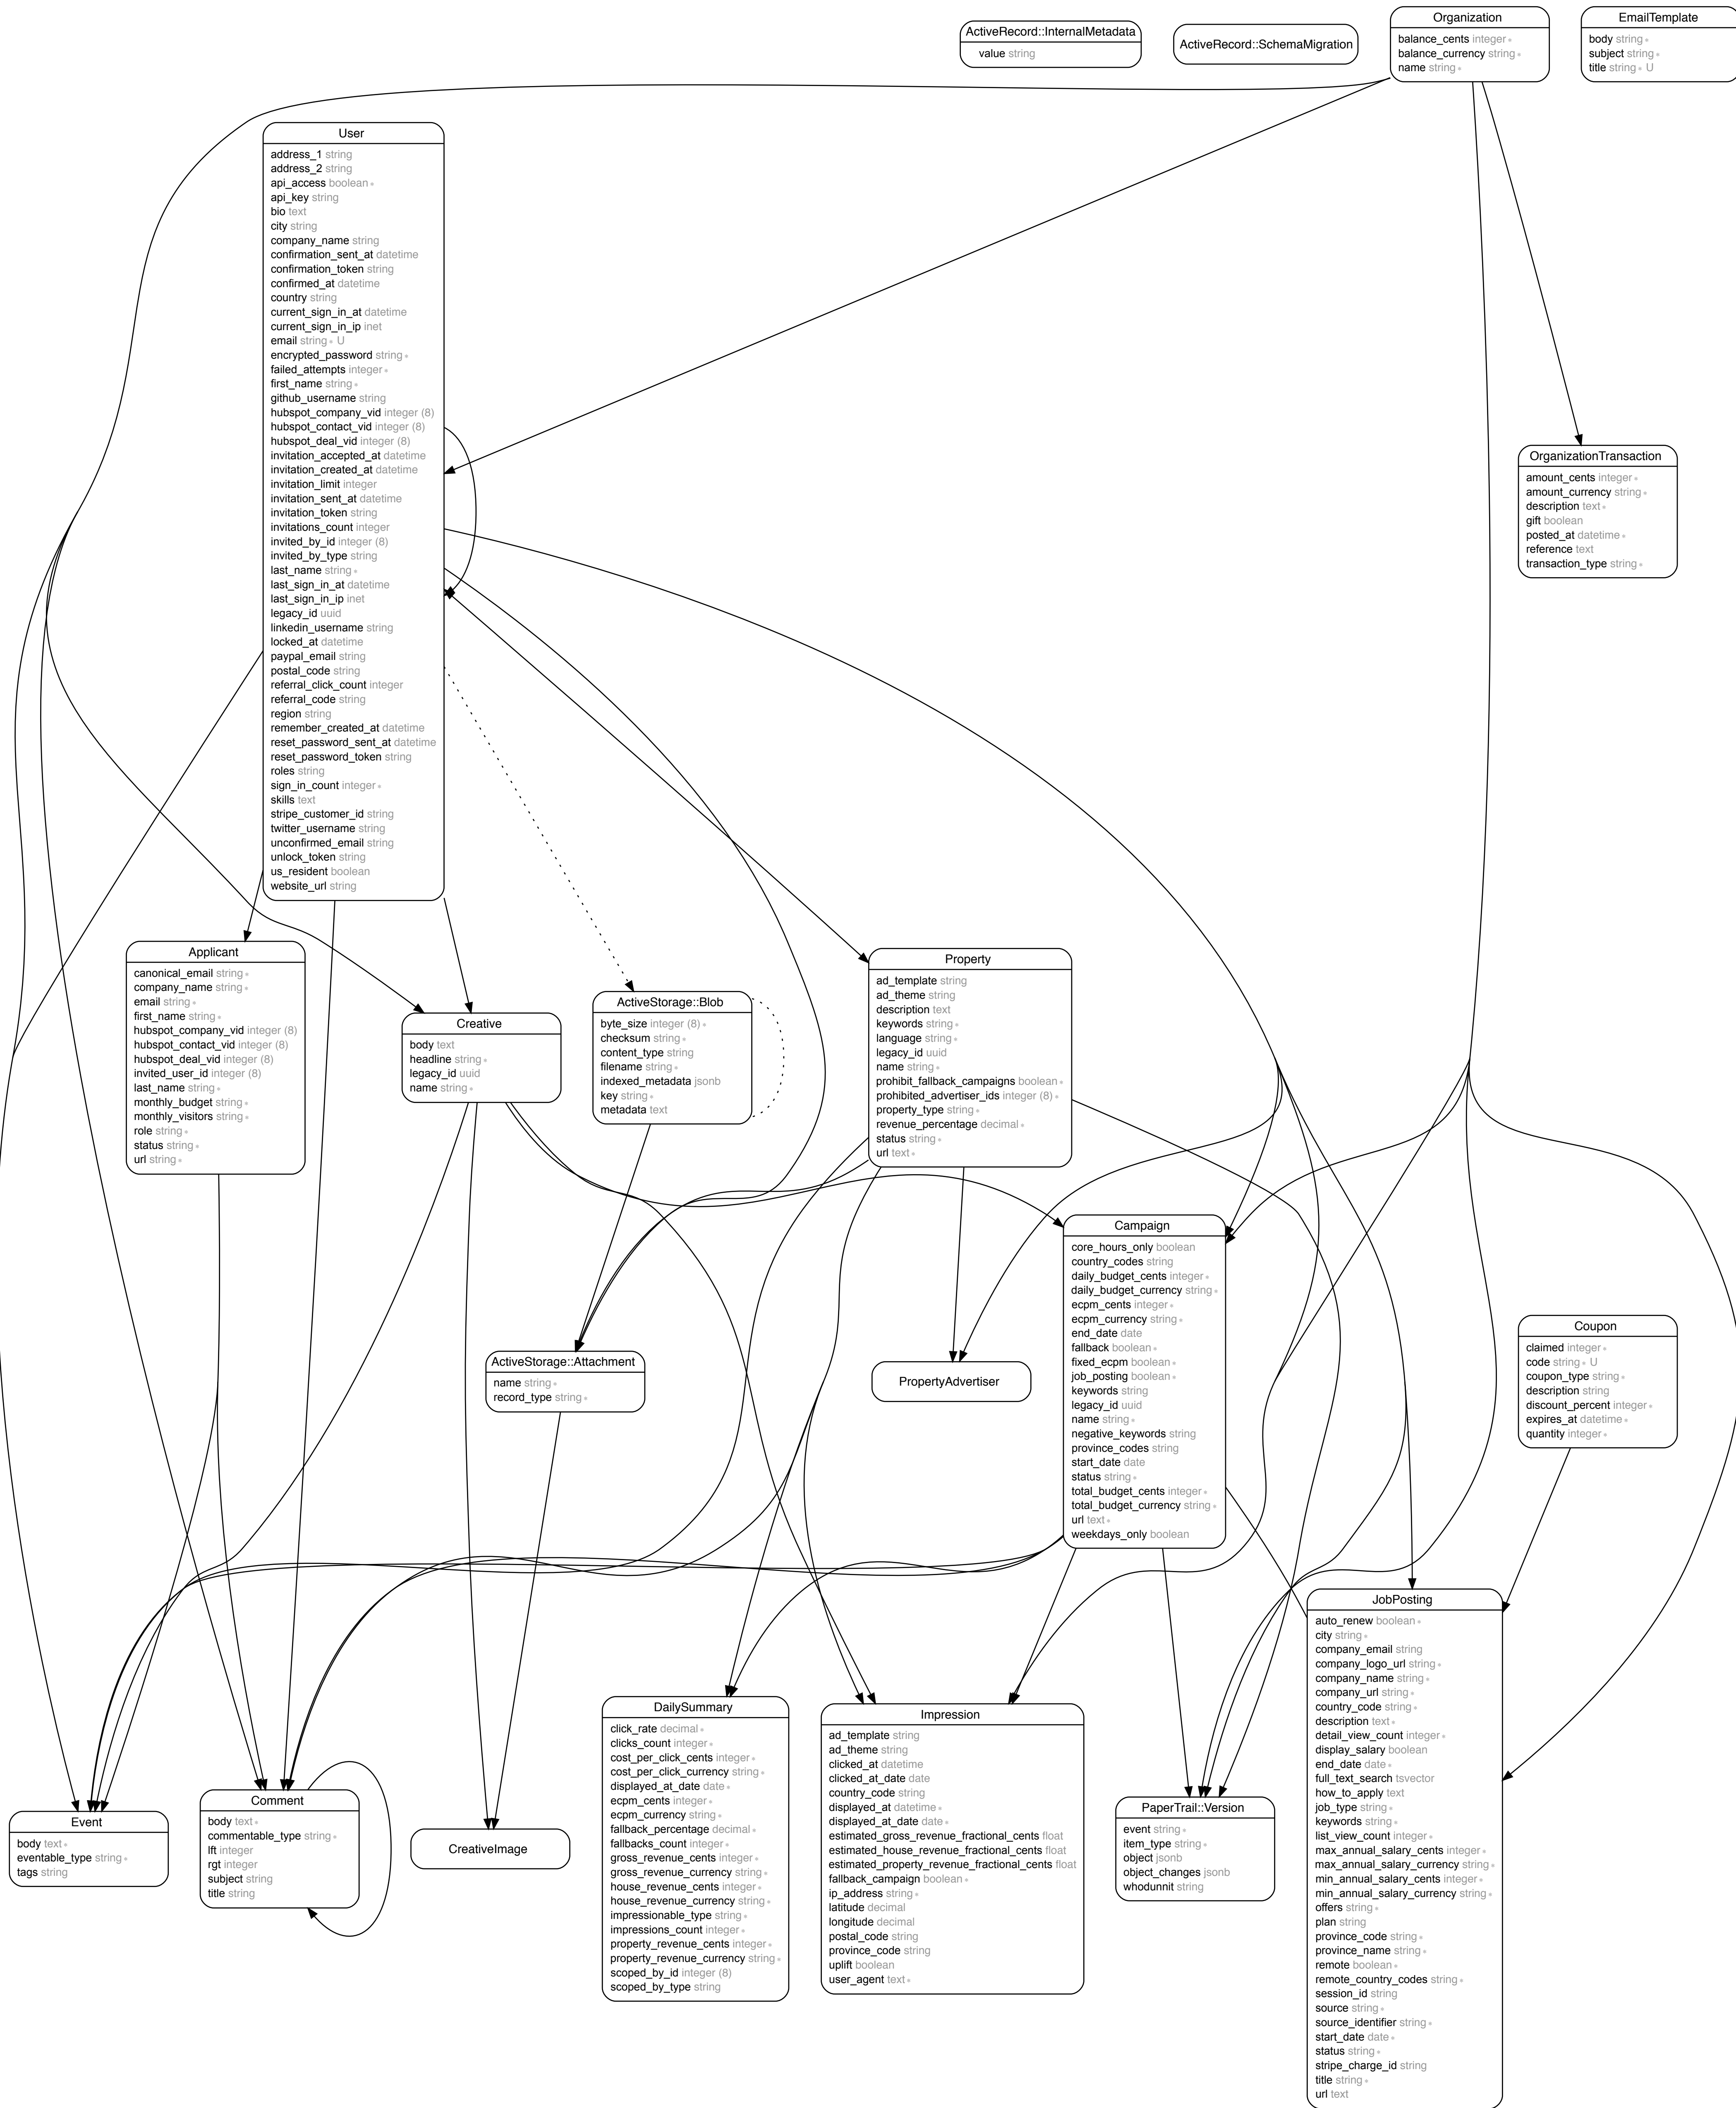 ActiveRecord::InternalMetadata
value string
ActiveRecord::SchemaMigration
Organization
balance_cents integer ∗
balance_currency string ∗
name string ∗
EmailTemplate
body string ∗
subject string ∗
title string ∗ U
User
address_1 string
address_2 string
api_access boolean ∗
api_key string
bio text
city string
company_name string
confirmation_sent_at datetime
confirmation_token string
confirmed_at datetime
country string
current_sign_in_at datetime
current_sign_in_ip inet
email string ∗ U
encrypted_password string ∗
failed_attempts integer ∗
first_name string ∗
github_username string
hubspot_company_vid integer (8)
hubspot_contact_vid integer (8)
hubspot_deal_vid integer (8)
invitation_accepted_at datetime
invitation_created_at datetime
invitation_limit integer
invitation_sent_at datetime
invitation_token string
invitations_count integer
invited_by_id integer (8)
invited_by_type string
last_name string ∗
last_sign_in_at datetime
last_sign_in_ip inet
legacy_id uuid
linkedin_username string
locked_at datetime
paypal_email string
postal_code string
referral_click_count integer
referral_code string
region string
remember_created_at datetime
reset_password_sent_at datetime
reset_password_token string
roles string
sign_in_count integer ∗
skills text
stripe_customer_id string
twitter_username string
unconfirmed_email string
unlock_token string
us_resident boolean
website_url string
OrganizationTransaction
amount_cents integer ∗
amount_currency string ∗
description text ∗
gift boolean
posted_at datetime ∗
reference text
transaction_type string ∗
Applicant
canonical_email string ∗
company_name string ∗
email string ∗
first_name string ∗
hubspot_company_vid integer (8)
hubspot_contact_vid integer (8)
hubspot_deal_vid integer (8)
invited_user_id integer (8)
last_name string ∗
monthly_budget string ∗
monthly_visitors string ∗
role string ∗
status string ∗
url string ∗
Creative
body text
headline string ∗
legacy_id uuid
name string ∗
ActiveStorage::Blob
byte_size integer (8) ∗
checksum string ∗
content_type string
filename string ∗
indexed_metadata jsonb
key string ∗
metadata text
Property
ad_template string
ad_theme string
description text
keywords string ∗
language string ∗
legacy_id uuid
name string ∗
prohibit_fallback_campaigns boolean ∗
prohibited_advertiser_ids integer (8) ∗
property_type string ∗
revenue_percentage decimal ∗
status string ∗
url text ∗
Campaign
core_hours_only boolean
country_codes string
daily_budget_cents integer ∗
daily_budget_currency string ∗
ecpm_cents integer ∗
ecpm_currency string ∗
end_date date
fallback boolean ∗
fixed_ecpm boolean ∗
job_posting boolean ∗
keywords string
legacy_id uuid
name string ∗
negative_keywords string
province_codes string
start_date date
status string ∗
total_budget_cents integer ∗
total_budget_currency string ∗
url text ∗
weekdays_only boolean
Coupon
claimed integer ∗
code string ∗ U
coupon_type string ∗
description string
discount_percent integer ∗
expires_at datetime ∗
quantity integer ∗
ActiveStorage::Attachment
name string ∗
record_type string ∗
PropertyAdvertiser
JobPosting
auto_renew boolean ∗
city string ∗
company_email string
company_logo_url string ∗
company_name string ∗
company_url string ∗
country_code string ∗
description text ∗
detail_view_count integer ∗
display_salary boolean
end_date date ∗
full_text_search tsvector
how_to_apply text
job_type string ∗
keywords string ∗
list_view_count integer ∗
max_annual_salary_cents integer ∗
max_annual_salary_currency string ∗
min_annual_salary_cents integer ∗
min_annual_salary_currency string ∗
offers string ∗
plan string
province_code string ∗
province_name string ∗
remote boolean ∗
remote_country_codes string ∗
session_id string
source string ∗
source_identifier string ∗
start_date date ∗
status string ∗
stripe_charge_id string
title string ∗
url text
DailySummary
click_rate decimal ∗
clicks_count integer ∗
cost_per_click_cents integer ∗
cost_per_click_currency string ∗
displayed_at_date date ∗
ecpm_cents integer ∗
ecpm_currency string ∗
fallback_percentage decimal ∗
fallbacks_count integer ∗
gross_revenue_cents integer ∗
gross_revenue_currency string ∗
house_revenue_cents integer ∗
house_revenue_currency string ∗
impressionable_type string ∗
impressions_count integer ∗
property_revenue_cents integer ∗
property_revenue_currency string ∗
scoped_by_id integer (8)
scoped_by_type string
Impression
ad_template string
ad_theme string
clicked_at datetime
clicked_at_date date
country_code string
displayed_at datetime ∗
displayed_at_date date ∗
estimated_gross_revenue_fractional_cents float
estimated_house_revenue_fractional_cents float
estimated_property_revenue_fractional_cents float
fallback_campaign boolean ∗
ip_address string ∗
latitude decimal
longitude decimal
postal_code string
province_code string
uplift boolean
user_agent text ∗
Event
body text ∗
eventable_type string ∗
tags string
Comment
body text ∗
commentable_type string ∗
lft integer
rgt integer
subject string
title string
CreativeImage
PaperTrail::Version
event string ∗
item_type string ∗
object jsonb
object_changes jsonb
whodunnit string